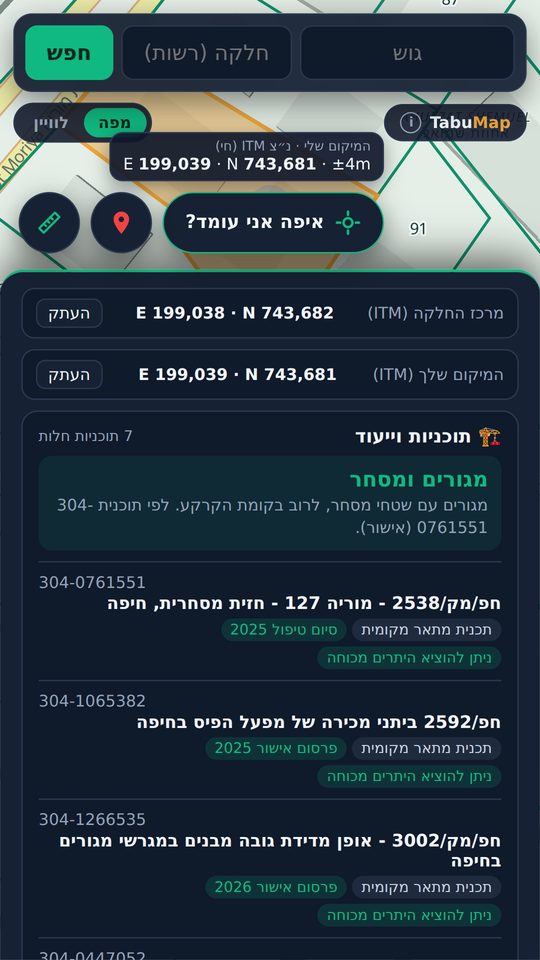 87
גוש
חלקה (רשות)
חפש
TabuMap
מפה
לוויין
Moriy
המיקום שלי · נ״צ ITM (חי)
E 199,039 · N 743,681 · ±4m
איפה אני עומד?
91
מרכז החלקה (ITM)
E 199,038 · N 743,682
העתק
המיקום שלך (ITM)
E 199,039 · N 743,681
העתק
🏗️ תוכניות וייעוד
7 תוכניות חלות
מגורים ומסחר
מגורים עם שטחי מסחר, לרוב בקומת הקרקע. לפי תוכנית 304-
0761551 (אישור).
304-0761551
חפ/מק/2538 - מוריה 127 - חזית מסחרית, חיפה
תכנית מתאר מקומית
סיום טיפול 2025
ניתן להוציא היתרים מכוחה
304-1065382
חפ/2592 ביתני מכירה של מפעל הפיס בחיפה
תכנית מתאר מקומית
פרסום אישור 2025
ניתן להוציא היתרים מכוחה
304-1266535
חפ/מק/3002 - אופן מדידת גובה מבנים במגרשי מגורים
בחיפה
תכנית מתאר מקומית
פרסום אישור 2026
ניתן להוציא היתרים מכוחה
304-0447052